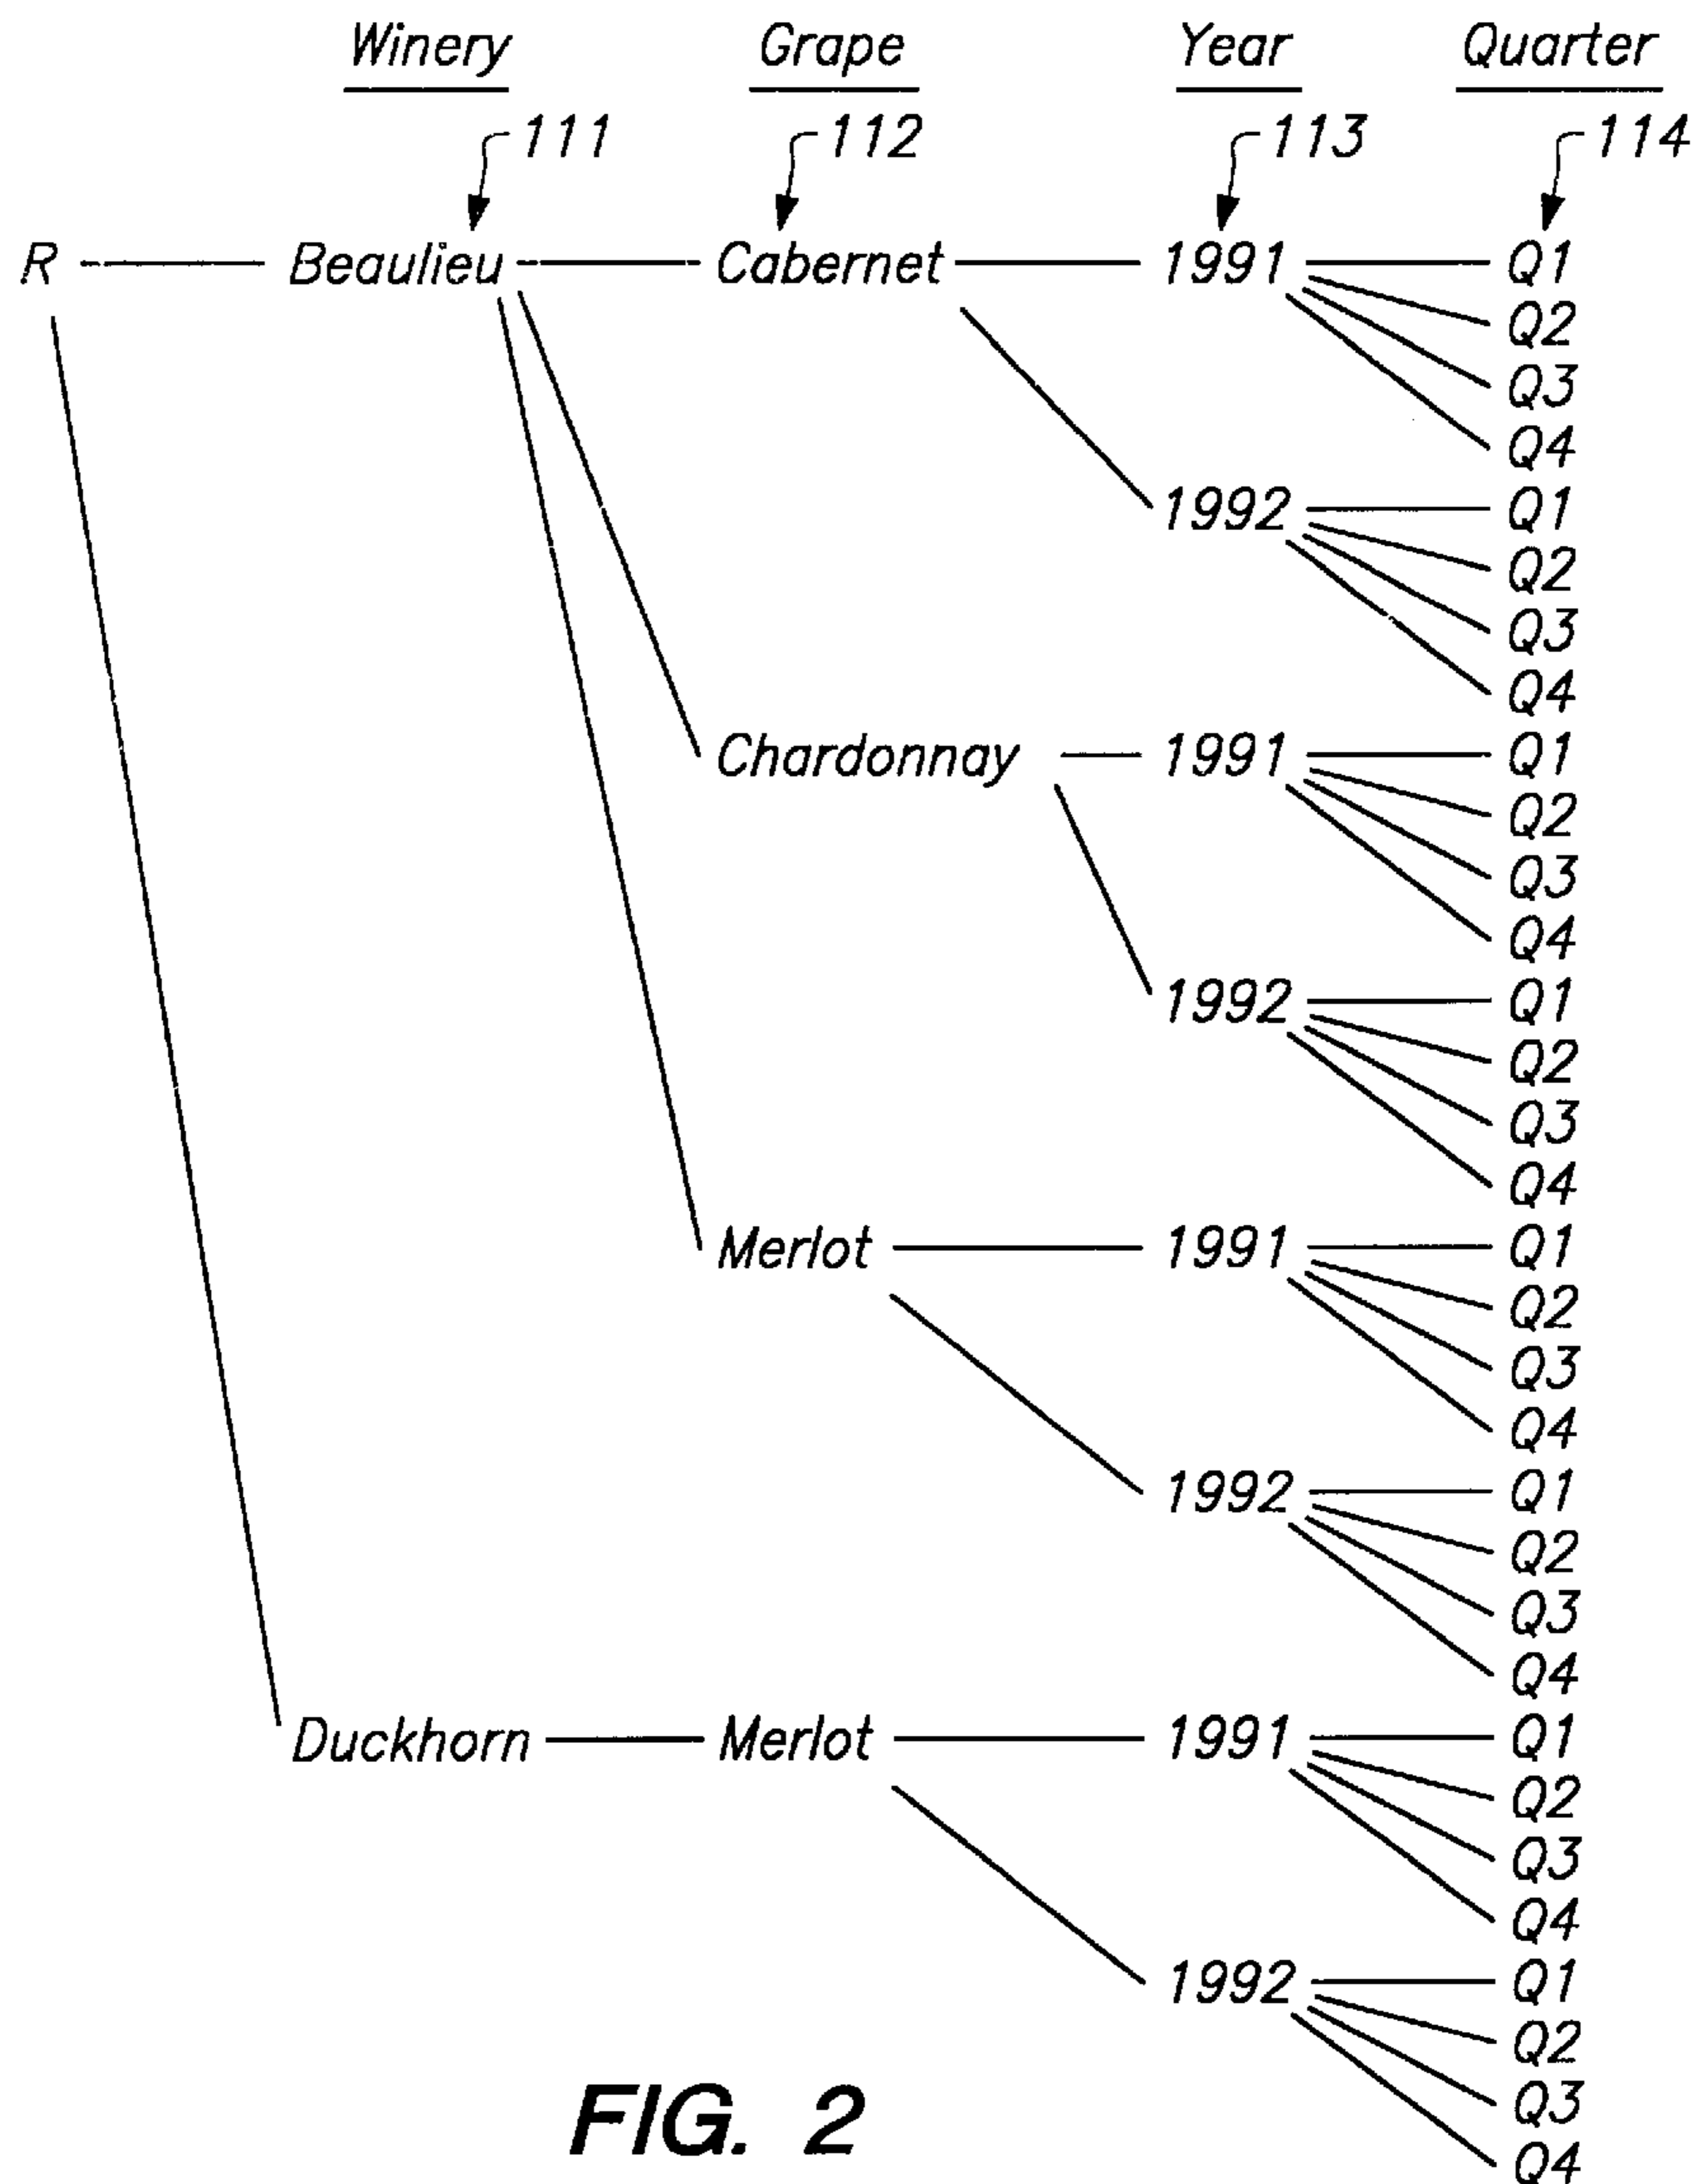 Winery Grape Year Quarter
111 112 113 114
R Beaulieu Cabernet 1991 Q1
Q2
Q3
Q4
1992 Q1
Q2
Q3
Q4
Chardonnay 1991 Q1
Q2
Q3
Q4
1992 Q1
Q2
Q3
Q4
Merlot 1991 Q1
Q2
Q3
Q4
1992 Q1
Q2
Q3
Q4
Duckhorn Merlot 1991 Q1
Q2
Q3
Q4
1992 Q1
Q2
Q3
Q4
FIG. 2